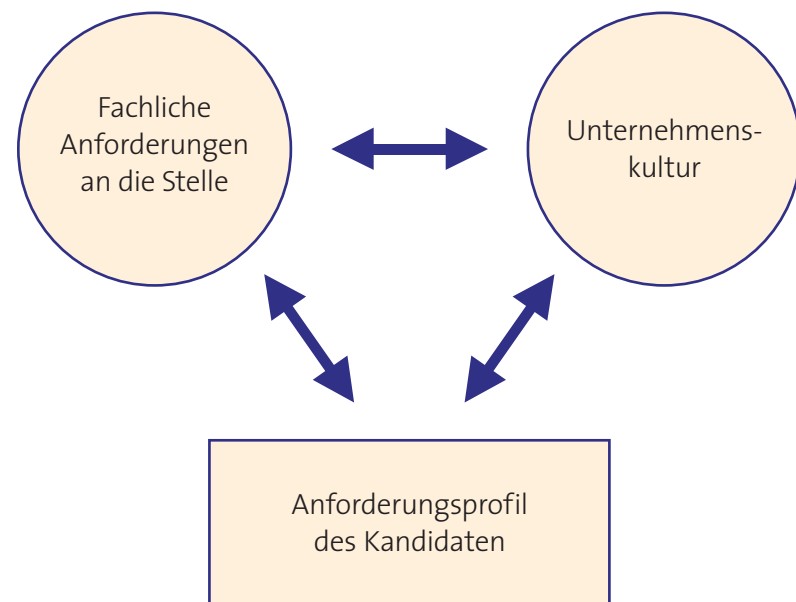 Fachliche
Anforderungen
an die Stelle
Unternehmens-
kultur
Anforderungsprofil
des Kandidaten